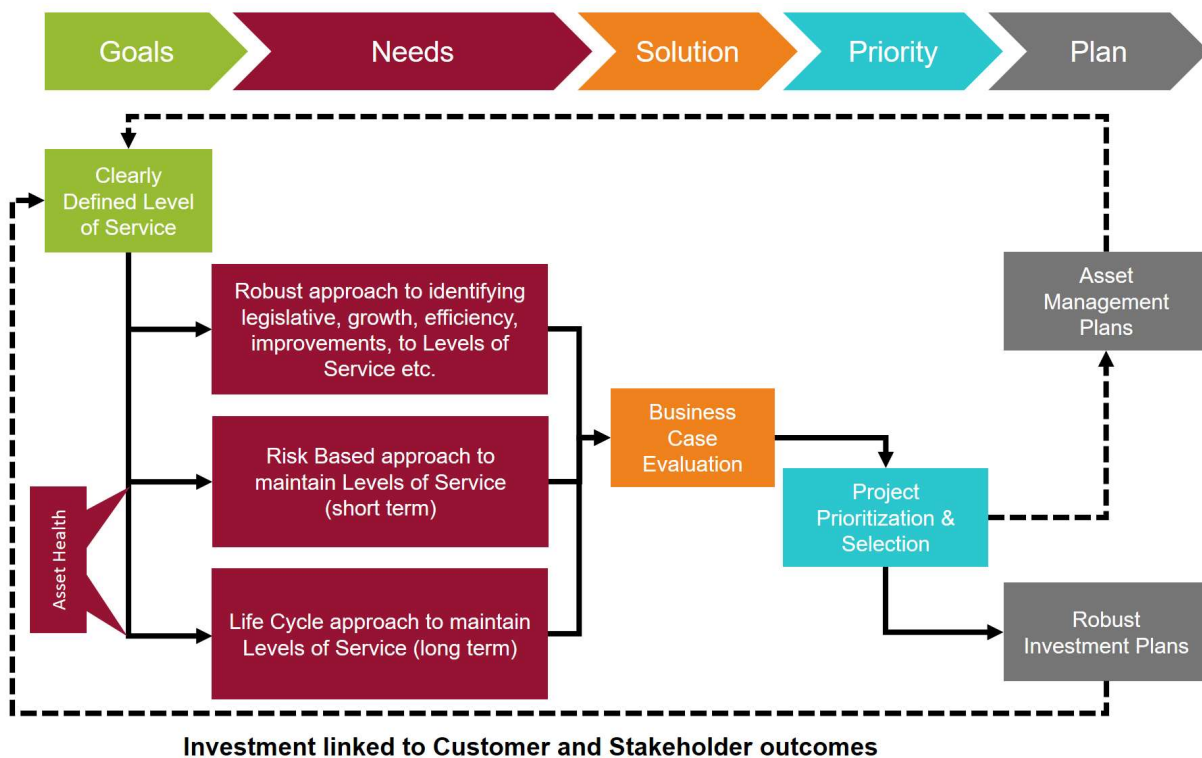 Goals
Needs
Solution
Priority
Plan
Clearly
Defined Level
of Service
Robust approach to identifying
legislative, growth, efficiency,
improvements, to Levels of
Service etc.
Asset
Management
Plans
Business
Case
Evaluation
Risk Based approach to
maintain Levels of Service
(short term)
Project
Prioritization &
Selection
Asset Health
Life Cycle approach to maintain
Levels of Service (long term)
Robust
Investment Plans
Investment linked to Customer and Stakeholder outcomes